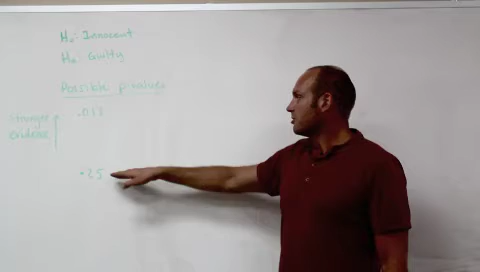 H₀: Innocent
Hₐ: Guilty
Possible p-values
Stronger
evidence
.013
.25